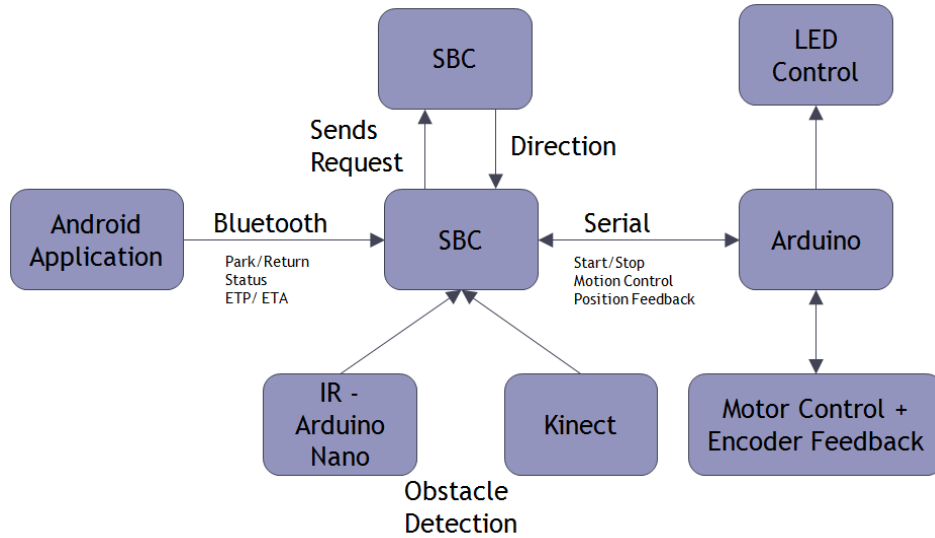 SBC
LED
Control
Sends
Request
Direction
Android
Application
Bluetooth
Park/Return
Status
ETP/ ETA
SBC
Serial
Start/Stop
Motion Control
Position Feedback
Arduino
IR -
Arduino
Nano
Kinect
Motor Control +
Encoder Feedback
Obstacle
Detection